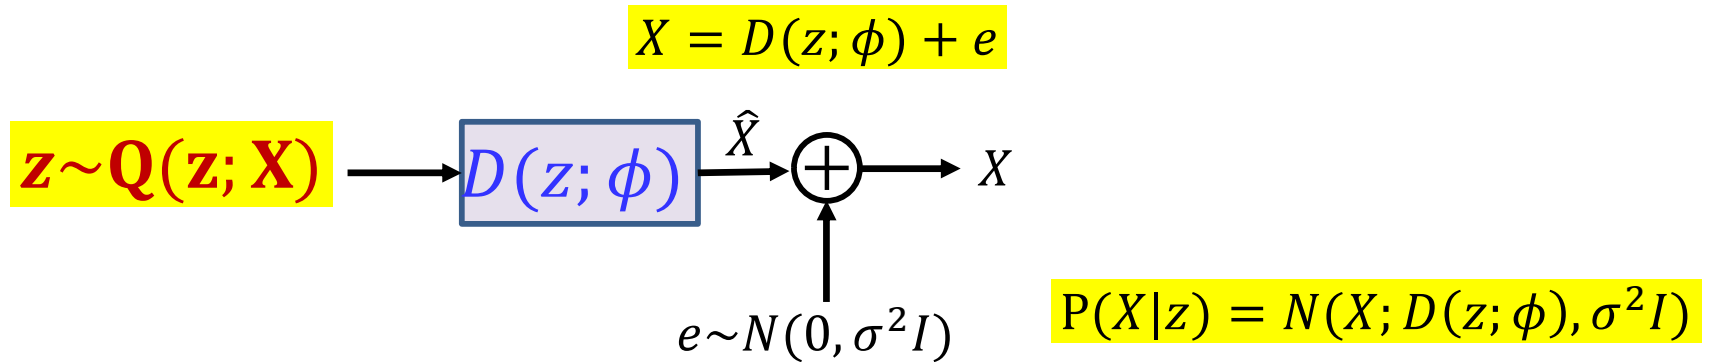 X = D(z; ϕ) + e
z~Q(z; X)
D(z; ϕ)
X̂
X
e~N(0, σ²I)
P(X|z) = N(X; D(z; ϕ), σ²I)